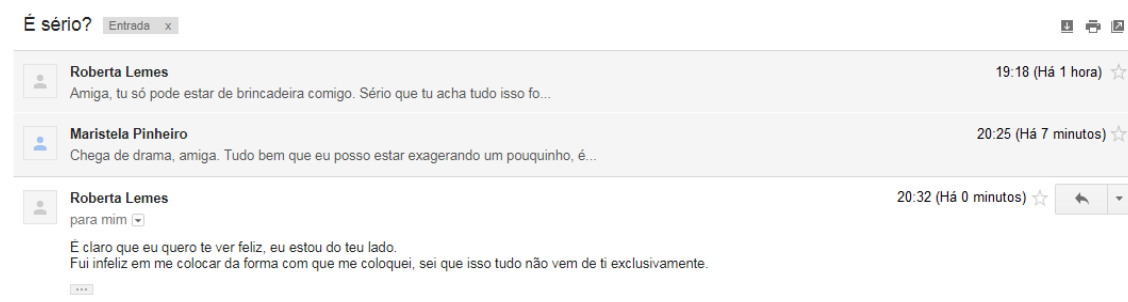 É sério? Entrada x
Roberta Lemes 19:18 (Há 1 hora)
Amiga, tu só pode estar de brincadeira comigo. Sério que tu acha tudo isso fo...
Maristela Pinheiro 20:25 (Há 7 minutos)
Chega de drama, amiga. Tudo bem que eu posso estar exagerando um pouquinho, é...
Roberta Lemes 20:32 (Há 0 minutos)
para mim
É claro que eu quero te ver feliz, eu estou do teu lado.
Fui infeliz em me colocar da forma com que me coloquei, sei que isso tudo não vem de ti exclusivamente.
...